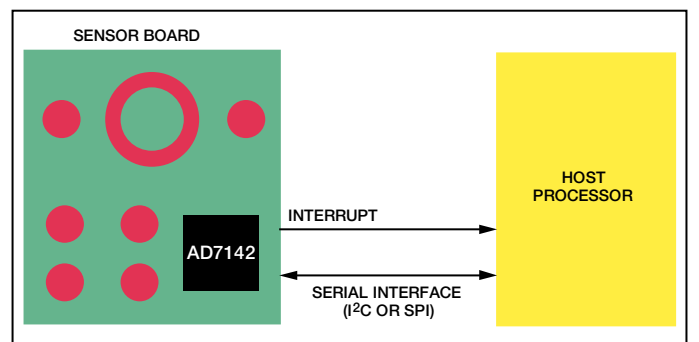 SENSOR BOARD
AD7142
INTERRUPT
SERIAL INTERFACE
(I²C OR SPI)
HOST
PROCESSOR